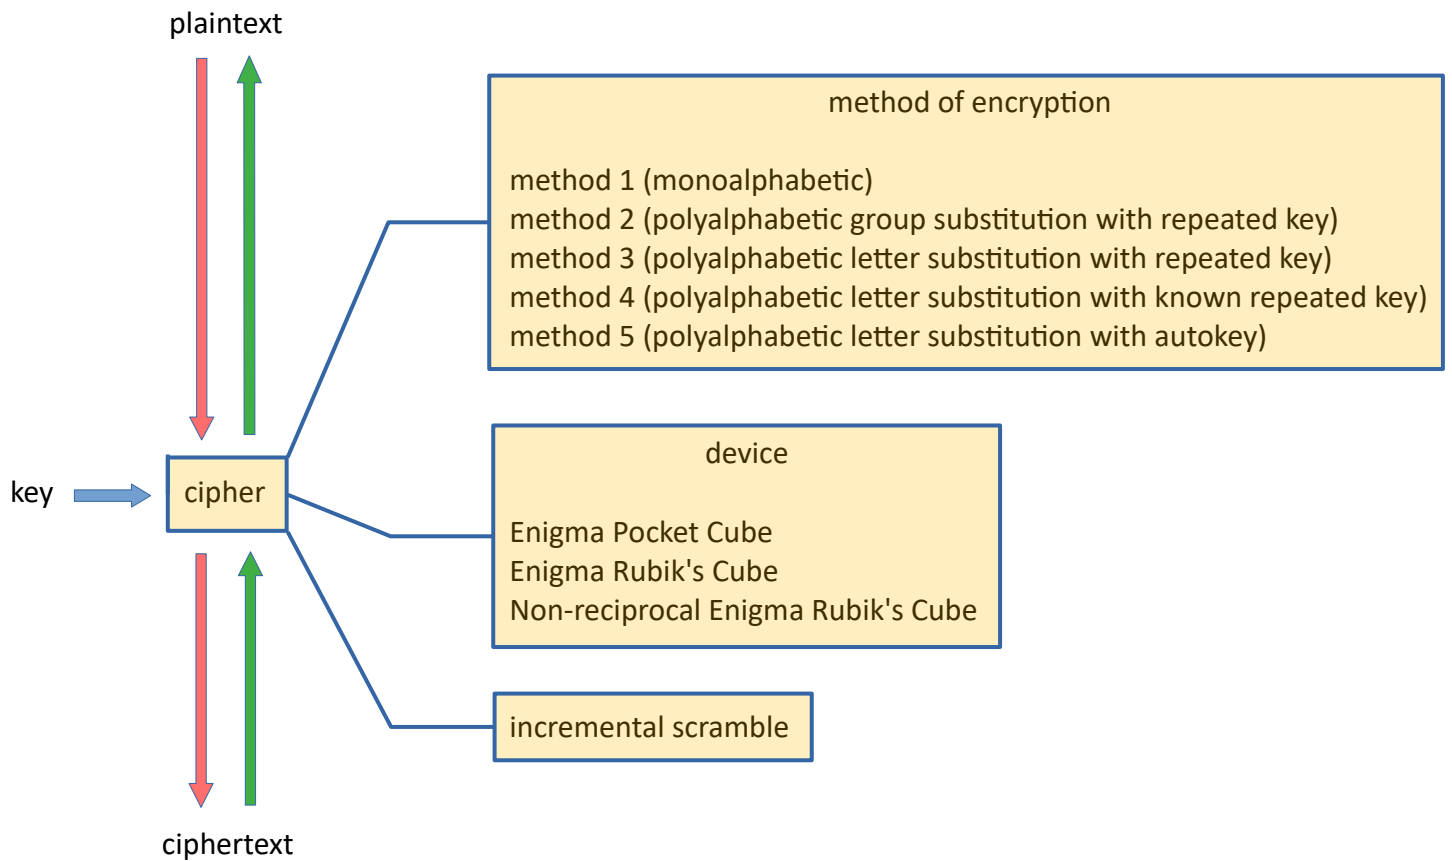 plaintext
method of encryption
method 1 (monoalphabetic)
method 2 (polyalphabetic group substitution with repeated key)
method 3 (polyalphabetic letter substitution with repeated key)
method 4 (polyalphabetic letter substitution with known repeated key)
method 5 (polyalphabetic letter substitution with autokey)
key
cipher
device
Enigma Pocket Cube
Enigma Rubik's Cube
Non-reciprocal Enigma Rubik's Cube
incremental scramble
ciphertext